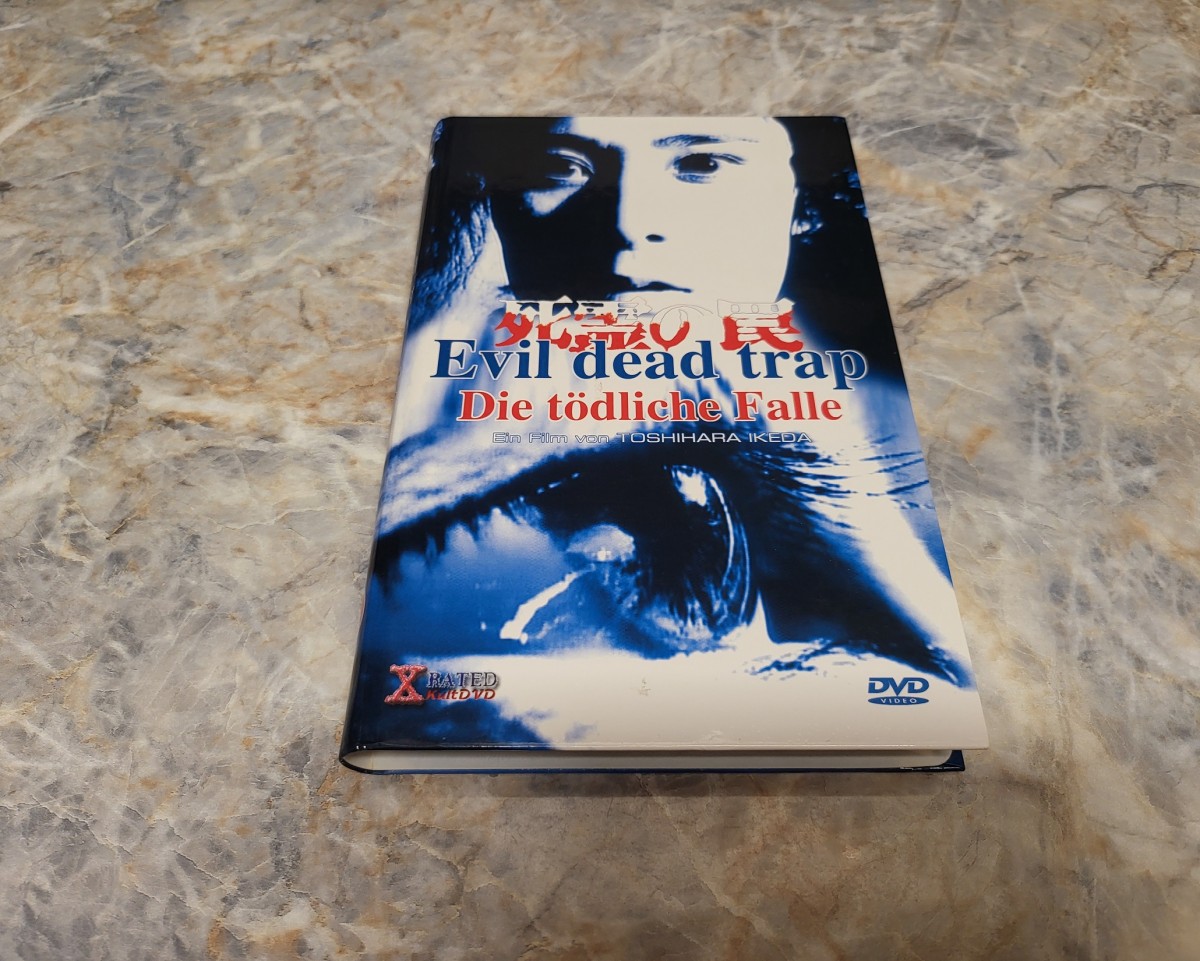 死霊の罠
Evil dead trap
Die tödliche Falle
Ein Film von TOSHIHARA IKEDA
X RATED
KultDVD
DVD
VIDEO